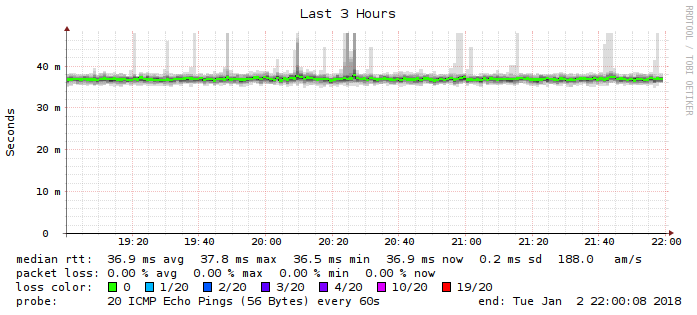 Last 3 Hours
RRDTOOL / TOBI OETIKER
Seconds
40 m
30 m
20 m
10 m
0
19:20 19:40 20:00 20:20 20:40 21:00 21:20 21:40 22:00
median rtt: 36.9 ms avg 37.8 ms max 36.5 ms min 36.9 ms now 0.2 ms sd 188.0 am/s
packet loss: 0.00 % avg 0.00 % max 0.00 % min 0.00 % now
loss color: 0 1/20 2/20 3/20 4/20 10/20 19/20
probe: 20 ICMP Echo Pings (56 Bytes) every 60s end: Tue Jan 2 22:00:08 2018